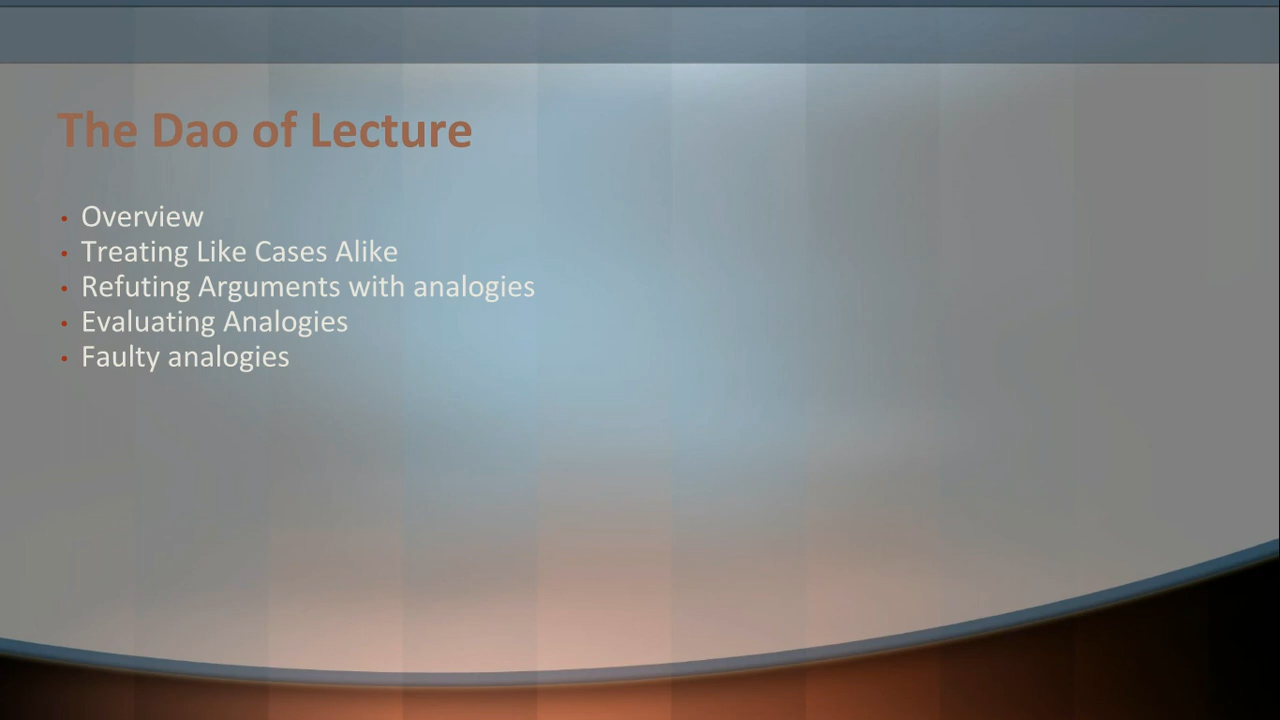 The Dao of Lecture
• Overview
• Treating Like Cases Alike
• Refuting Arguments with analogies
• Evaluating Analogies
• Faulty analogies